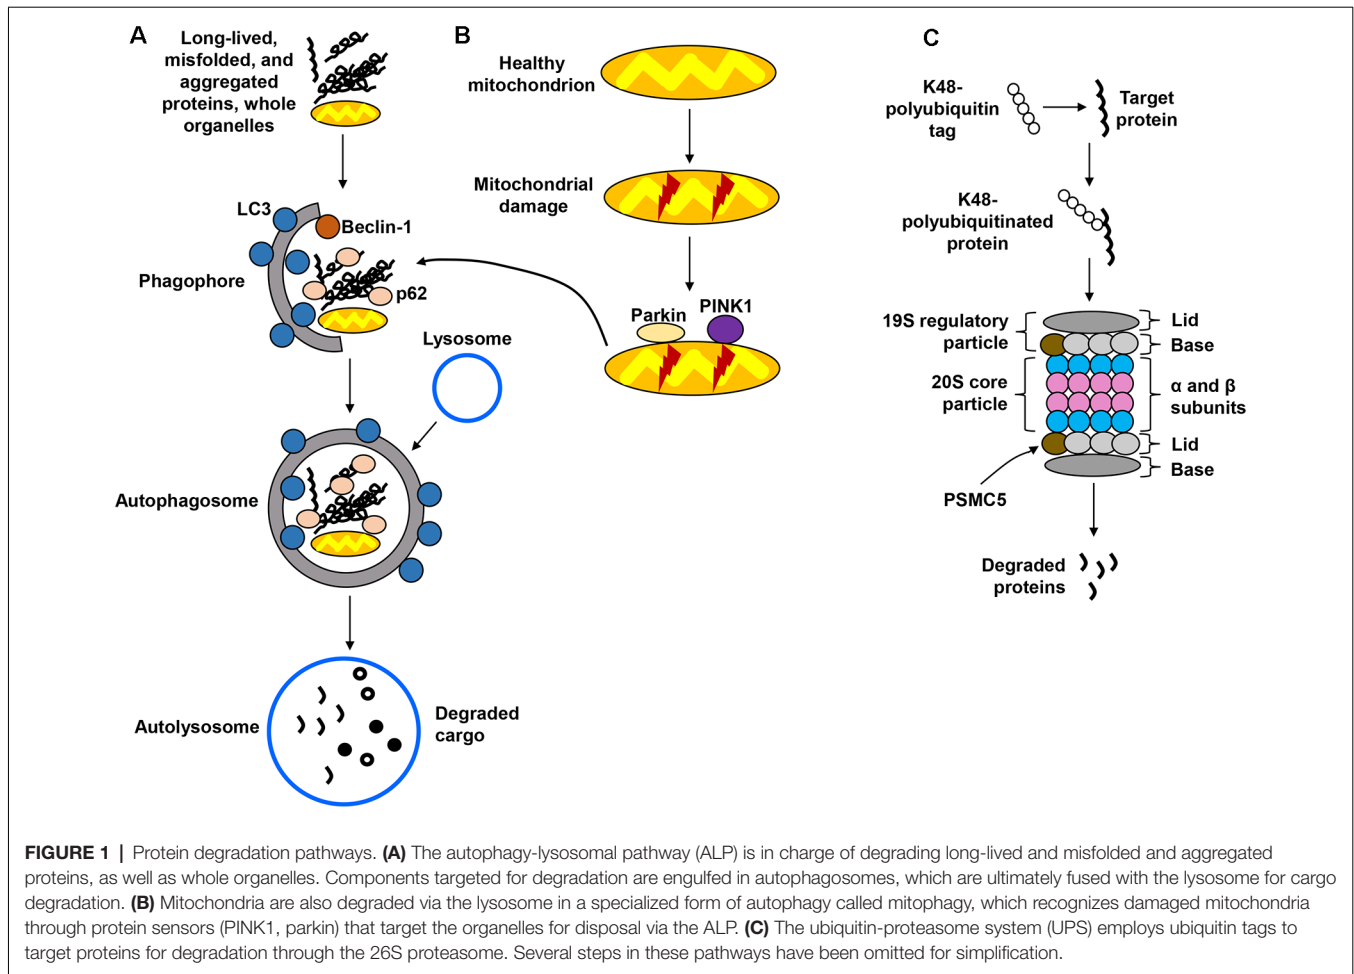 A
Long-lived,
misfolded, and
aggregated
proteins, whole
organelles
LC3
Beclin-1
Phagophore
p62
Lysosome
Autophagosome
Autolysosome
Degraded
cargo
B
Healthy
mitochondrion
Mitochondrial
damage
Parkin
PINK1
C
K48-
polyubiquitin
tag
Target
protein
K48-
polyubiquitinated
protein
19S regulatory
particle
Lid
Base
20S core
particle
α and β
subunits
Lid
Base
PSMC5
Degraded
proteins
FIGURE 1 | Protein degradation pathways. (A) The autophagy-lysosomal pathway (ALP) is in charge of degrading long-lived and misfolded and aggregated
proteins, as well as whole organelles. Components targeted for degradation are engulfed in autophagosomes, which are ultimately fused with the lysosome for cargo
degradation. (B) Mitochondria are also degraded via the lysosome in a specialized form of autophagy called mitophagy, which recognizes damaged mitochondria
through protein sensors (PINK1, parkin) that target the organelles for disposal via the ALP. (C) The ubiquitin-proteasome system (UPS) employs ubiquitin tags to
target proteins for degradation through the 26S proteasome. Several steps in these pathways have been omitted for simplification.